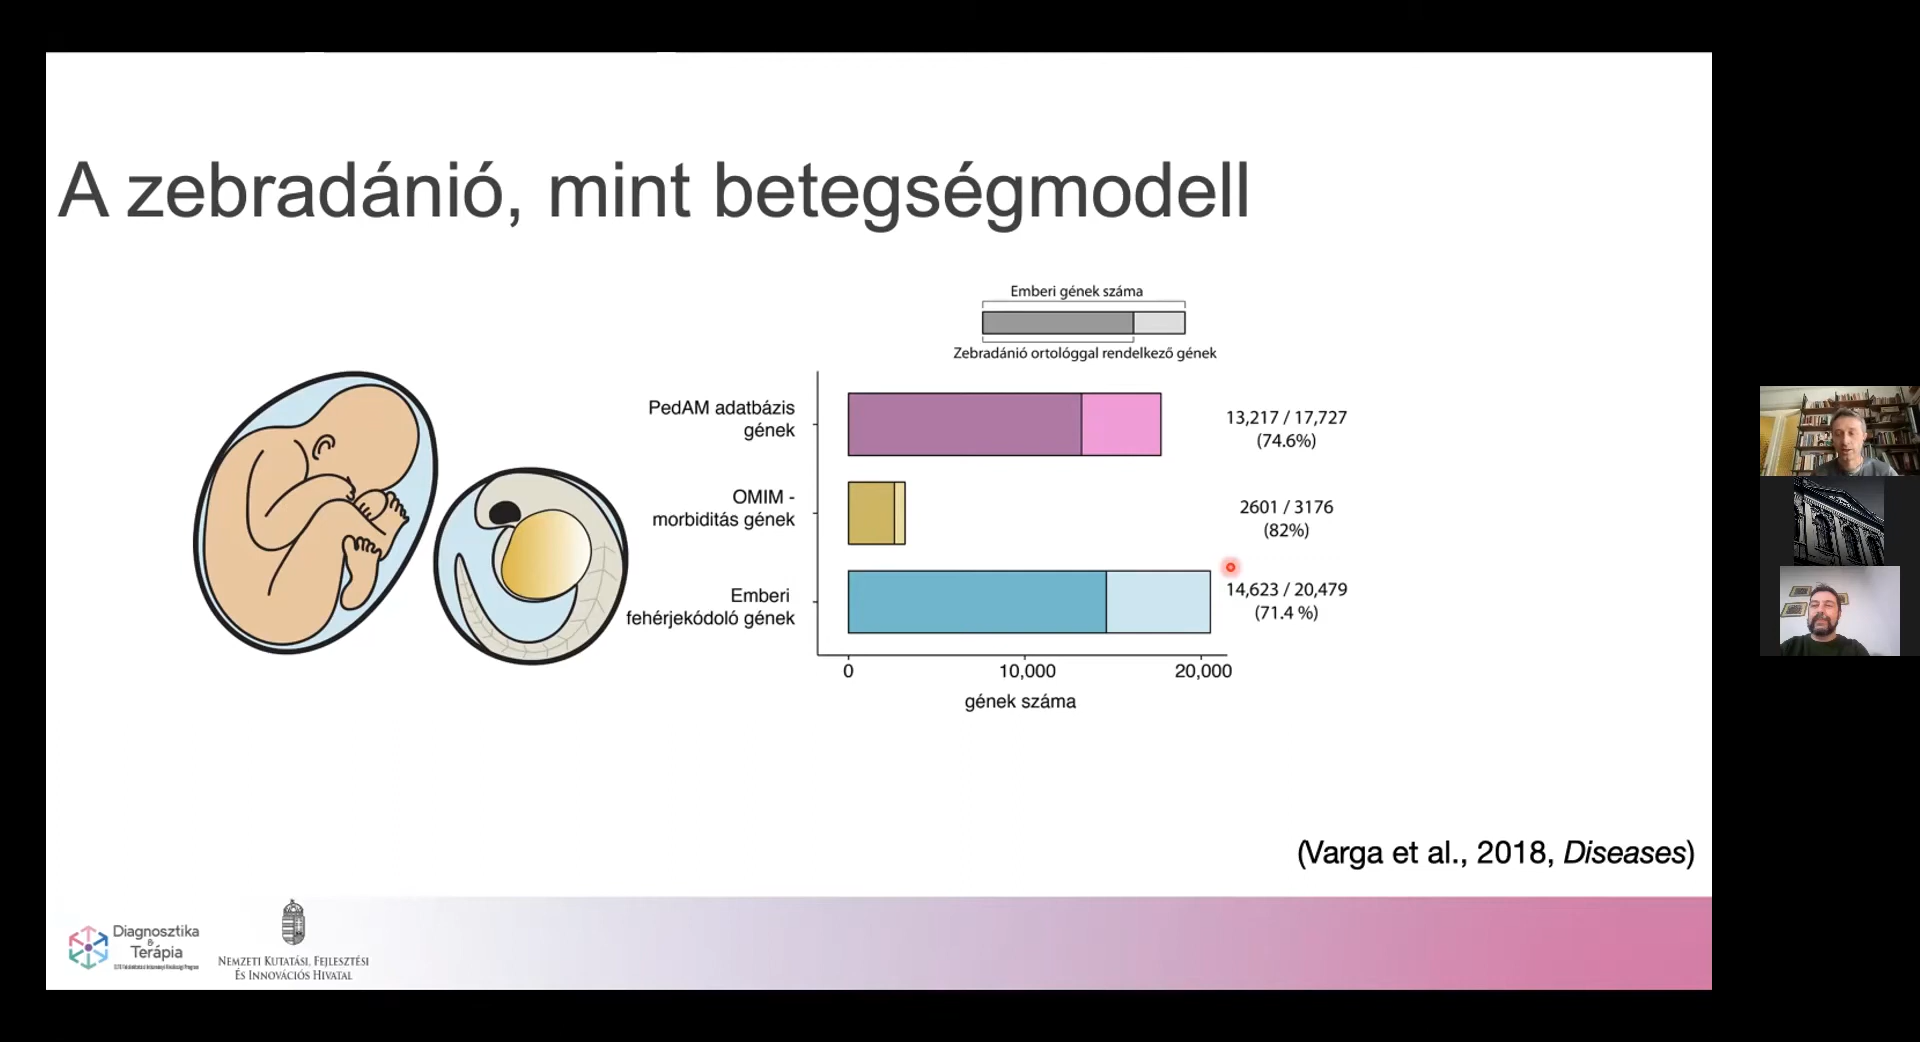 A zebradánió, mint betegségmodell
Emberi gének száma
Zebradánió ortológgal rendelkező gének
PedAM adatbázis
gének
13,217 / 17,727
(74.6%)
OMIM -
morbiditás gének
2601 / 3176
(82%)
Emberi
fehérjekódoló gének
14,623 / 20,479
(71.4 %)
0
10,000
20,000
gének száma
(Varga et al., 2018, Diseases)
Diagnosztika
&
Terápia
NEMZETI KUTATÁSI, FEJLESZTÉSI
ÉS INNOVÁCIÓS HIVATAL